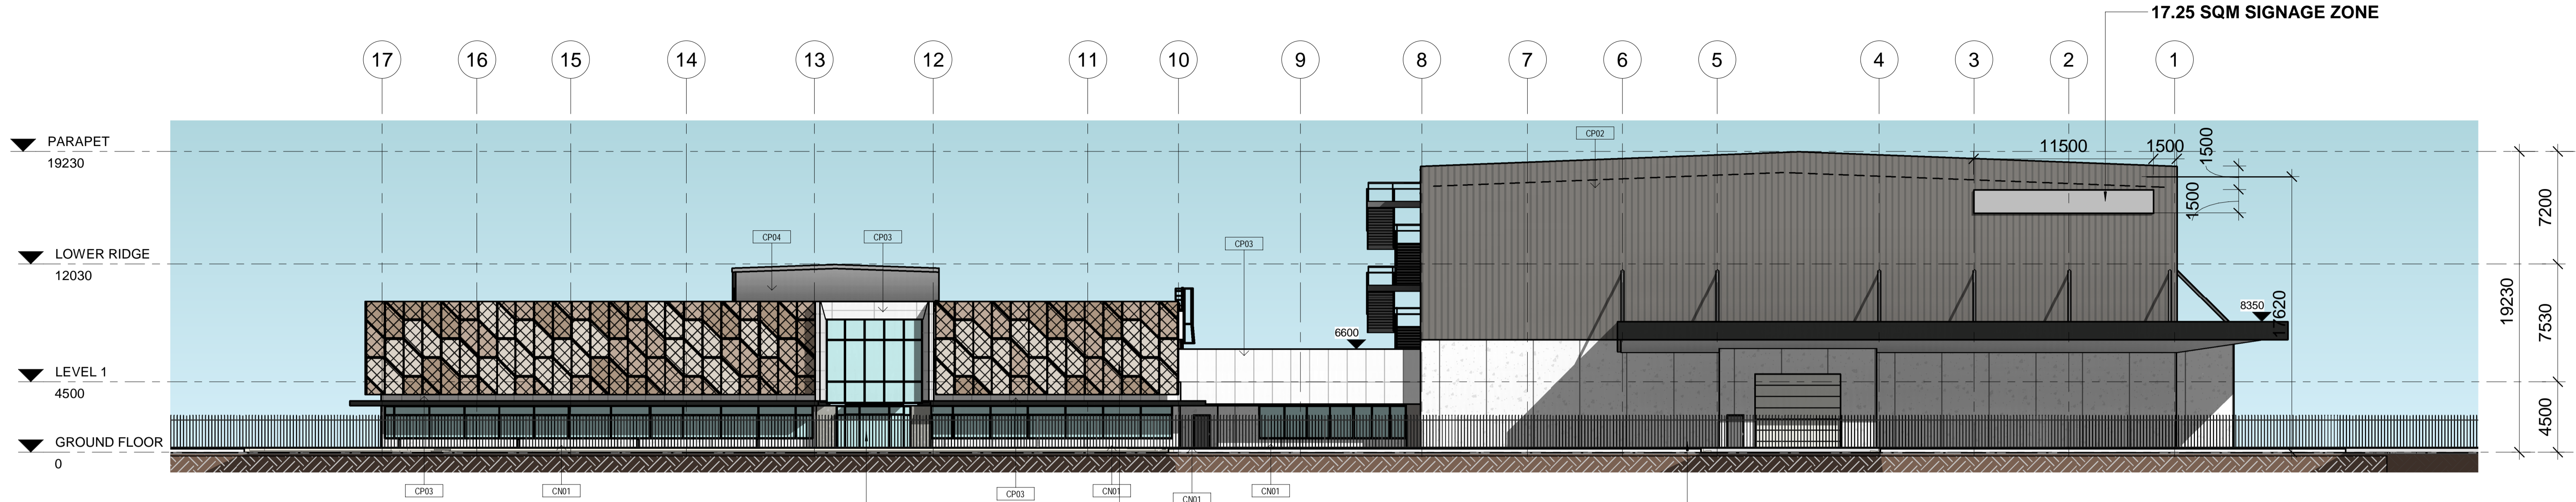 17.25 SQM SIGNAGE ZONE
17 16 15 14 13 12 11 10 9 8 7 6 5 4 3 2 1
PARAPET
19230
CP02
11500 1500
1500
1500
7200
CP04 CP03 CP03
LOWER RIDGE
12030
6600
8350
17620
19230
7530
LEVEL 1
4500
4500
GROUND FLOOR
0
CP03 CN01 CP03 CN01 CN01 CN01